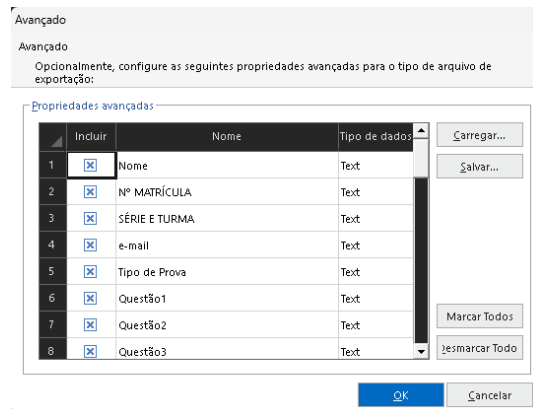 Avançado
Avançado
Opcionalmente, configure as seguintes propriedades avançadas para o tipo de arquivo de
exportação:
Propriedades avançadas
Incluir Nome Tipo de dados
1 Nome Text
2 Nº MATRÍCULA Text
3 SÉRIE E TURMA Text
4 e-mail Text
5 Tipo de Prova Text
6 Questão1 Text
7 Questão2 Text
8 Questão3 Text
Carregar...
Salvar...
Marcar Todos
esmarcar Todo
OK Cancelar